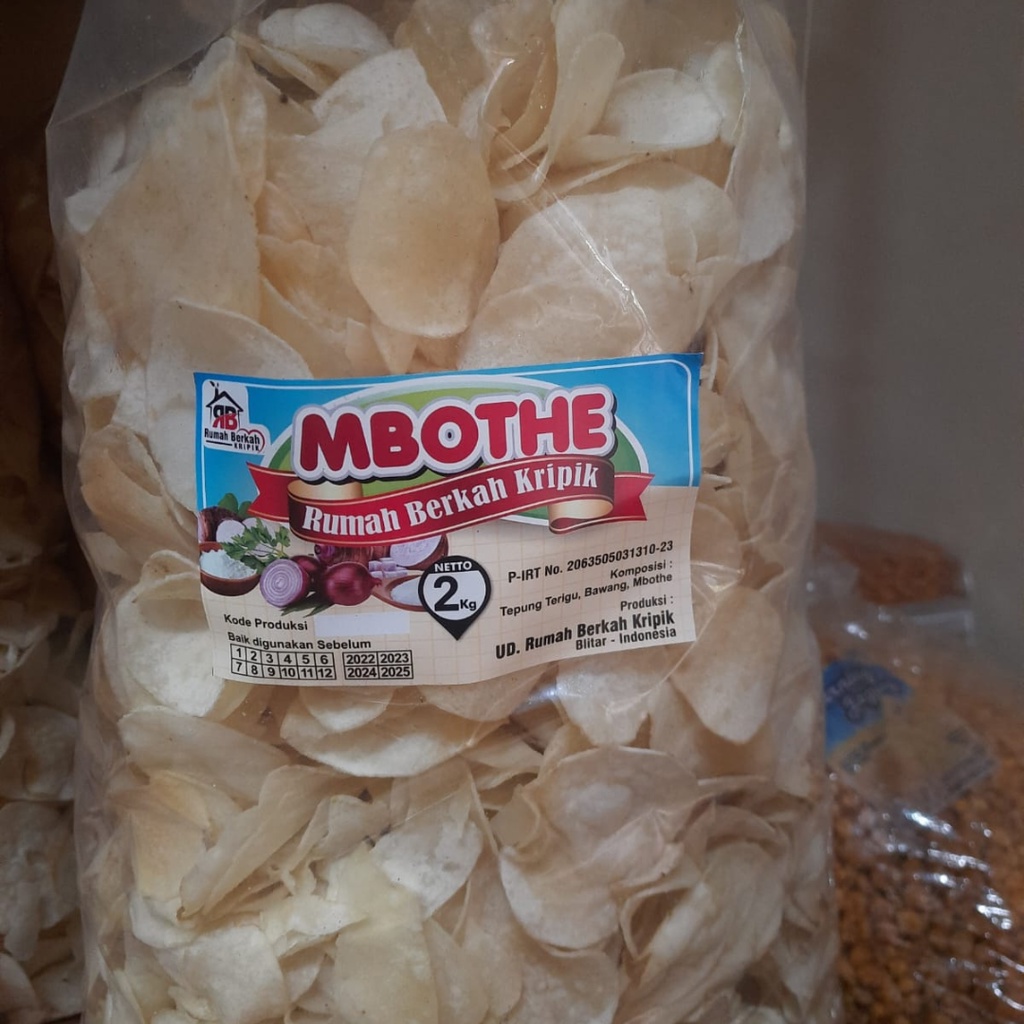 RB
Rumah Berkah
KRIPIK
MBOTHE
Rumah Berkah Kripik
NETTO
2Kg
P-IRT No. 2063505031310-23
Komposisi :
Tepung Terigu, Bawang, Mbothe
Produksi :
UD. Rumah Berkah Kripik
Blitar - Indonesia
Kode Produksi
Baik digunakan Sebelum
1 2 3 4 5 6 2022 2023
7 8 9 10 11 12 2024 2025